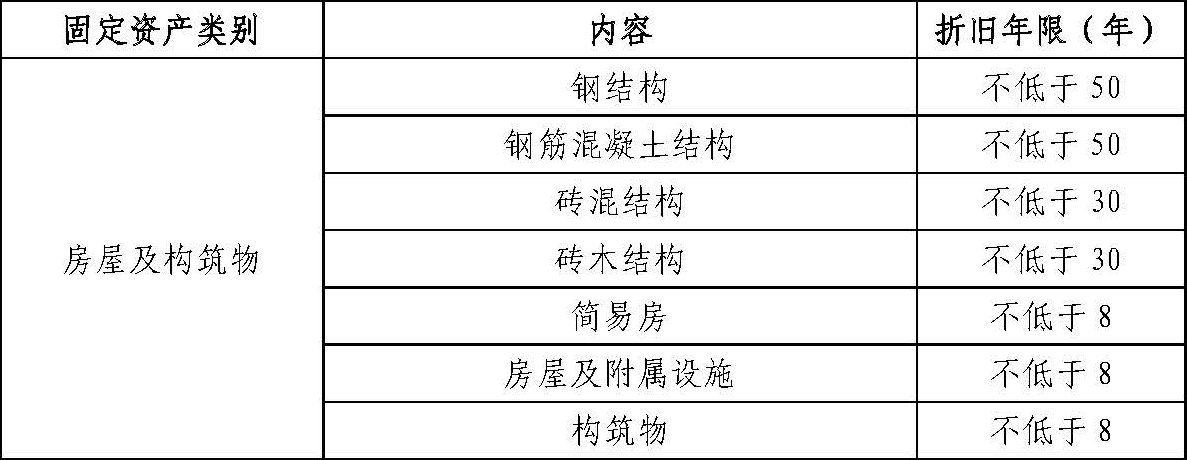 固定资产类别 内容 折旧年限（年）
钢结构 不低于 50
钢筋混凝土结构 不低于 50
砖混结构 不低于 30
房屋及构筑物 砖木结构 不低于 30
简易房 不低于 8
房屋及附属设施 不低于 8
构筑物 不低于 8